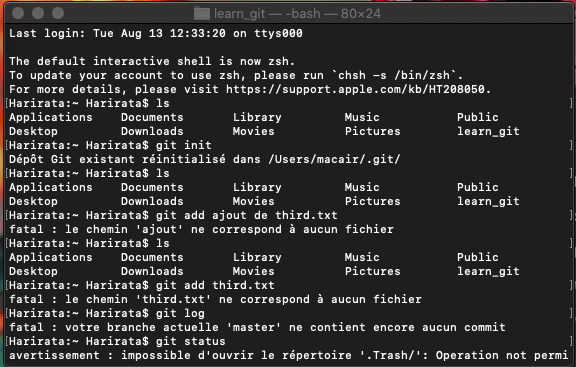 learn_git — -bash — 80×24
Last login: Tue Aug 13 12:33:20 on ttys000
The default interactive shell is now zsh.
To update your account to use zsh, please run `chsh -s /bin/zsh`.
For more details, please visit https://support.apple.com/kb/HT208050.
[Harirata:~ Harirata$ ls ]
Applications Documents Library Music Public
Desktop Downloads Movies Pictures learn_git
[Harirata:~ Harirata$ git init ]
Dépôt Git existant réinitialisé dans /Users/macair/.git/
[Harirata:~ Harirata$ ls ]
Applications Documents Library Music Public
Desktop Downloads Movies Pictures learn_git
[Harirata:~ Harirata$ git add ajout de third.txt ]
fatal : le chemin 'ajout' ne correspond à aucun fichier
[Harirata:~ Harirata$ ls ]
Applications Documents Library Music Public
Desktop Downloads Movies Pictures learn_git
[Harirata:~ Harirata$ git add third.txt ]
fatal : le chemin 'third.txt' ne correspond à aucun fichier
[Harirata:~ Harirata$ git log ]
fatal : votre branche actuelle 'master' ne contient encore aucun commit
[Harirata:~ Harirata$ git status ]
avertissement : impossible d'ouvrir le répertoire '.Trash/': Operation not permi